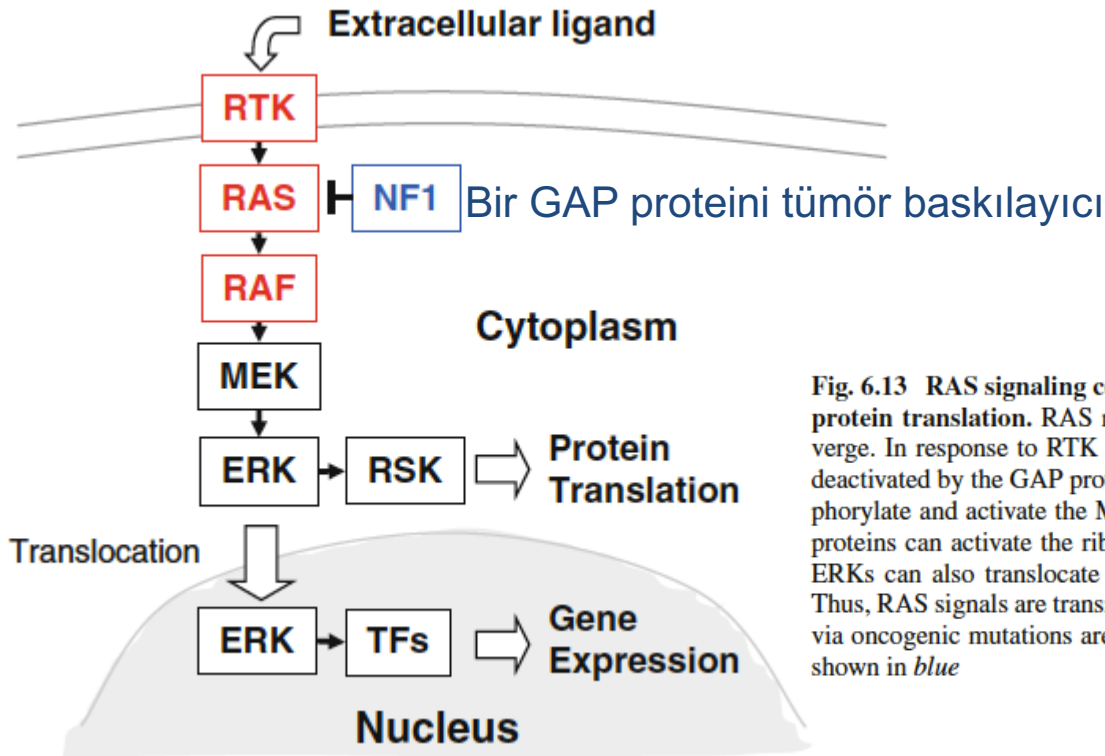 Extracellular ligand
RTK
RAS
NF1
Bir GAP proteini tümör baskılayıcı
RAF
Cytoplasm
MEK
ERK
RSK
Protein
Translation
Translocation
ERK
TFs
Gene
Expression
Nucleus
Fig. 6.13 RAS signaling
protein translation. RAS
verge. In response to RTK
deactivated by the GAP
phorylate and activate the
proteins can activate the
ERKs can also translocate
Thus, RAS signals are
via oncogenic mutations are
shown in blue